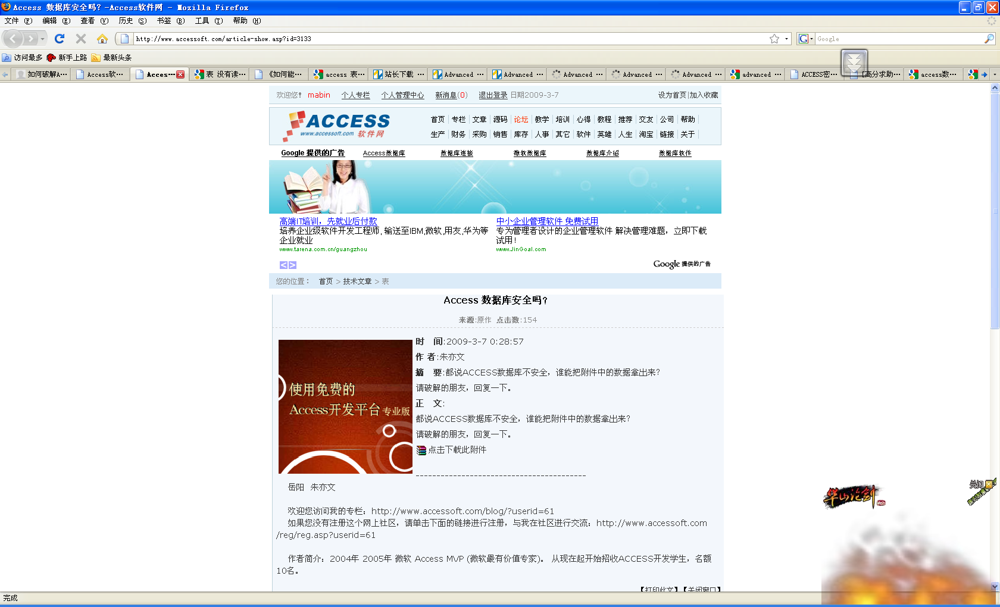 Access 数据库安全吗? -Access软件网 - Mozilla Firefox
文件 (F) 编辑 (E) 查看 (V) 历史 (S) 书签 (B) 工具 (T) 帮助 (H)
http://www.accessoft.com/article-show.asp?id=3133
G Google
访问最多 新手上路 最新头条
如何破解A… Access软… Acces… 表 没有读… 《如何能… access 表… 站长下载 … Advanced … Advanced … Advanced … Advanced … Advanced … advanced … ACCESS密… [高分求助… access数…
欢迎您! mabin 个人专栏 个人管理中心 新消息(0) 退出登录 日期2009-3-7 设为首页|加入收藏
ACCESS
www.accessoft.com 软件网
首页 专栏 文章 源码 论坛 教学 培训 心得 教程 推荐 交友 公司 帮助
生产 财务 采购 销售 库存 人事 其它 软件 英雄 人生 淘宝 链接 关于
Google 提供的广告 Access数据库 数据库连接 微软数据库 数据库介绍 数据库软件
高端IT培训，先就业后付款
培养企业级软件开发工程师, 输送至IBM,微软,用友,华为等
企业就业
www.tarena.com.cn/guangzhou
中小企业管理软件 免费试用
专为管理者设计的企业管理软件 解决管理难题，立即下载
试用！
www.JinGoal.com
< >
Google 提供的广告
您的位置： 首页 > 技术文章 > 表
Access 数据库安全吗?
来源:原作 点击数:154
使用免费的
Access开发平台 专业版
时 间:2009-3-7 0:28:57
作 者:朱亦文
摘 要:都说ACCESS数据库不安全，谁能把附件中的数据拿出来?
请破解的朋友，回复一下。
正 文:
都说ACCESS数据库不安全，谁能把附件中的数据拿出来?
请破解的朋友，回复一下。
点击下载此附件
-----------------------------------------
岳阳 朱亦文
欢迎您访问我的专栏：http://www.accessoft.com/blog/?userid=61
如果您没有注册这个网上社区，请单击下面的链接进行注册，与我在社区进行交流：http://www.accessoft.com
/reg/reg.asp?userid=61
作者简介：2004年 2005年 微软 Access MVP (微软最有价值专家)。 从现在起开始招收ACCESS开发学生，名额
10名。
【打印此文】【关闭窗口】
华山论剑
关闭
完成